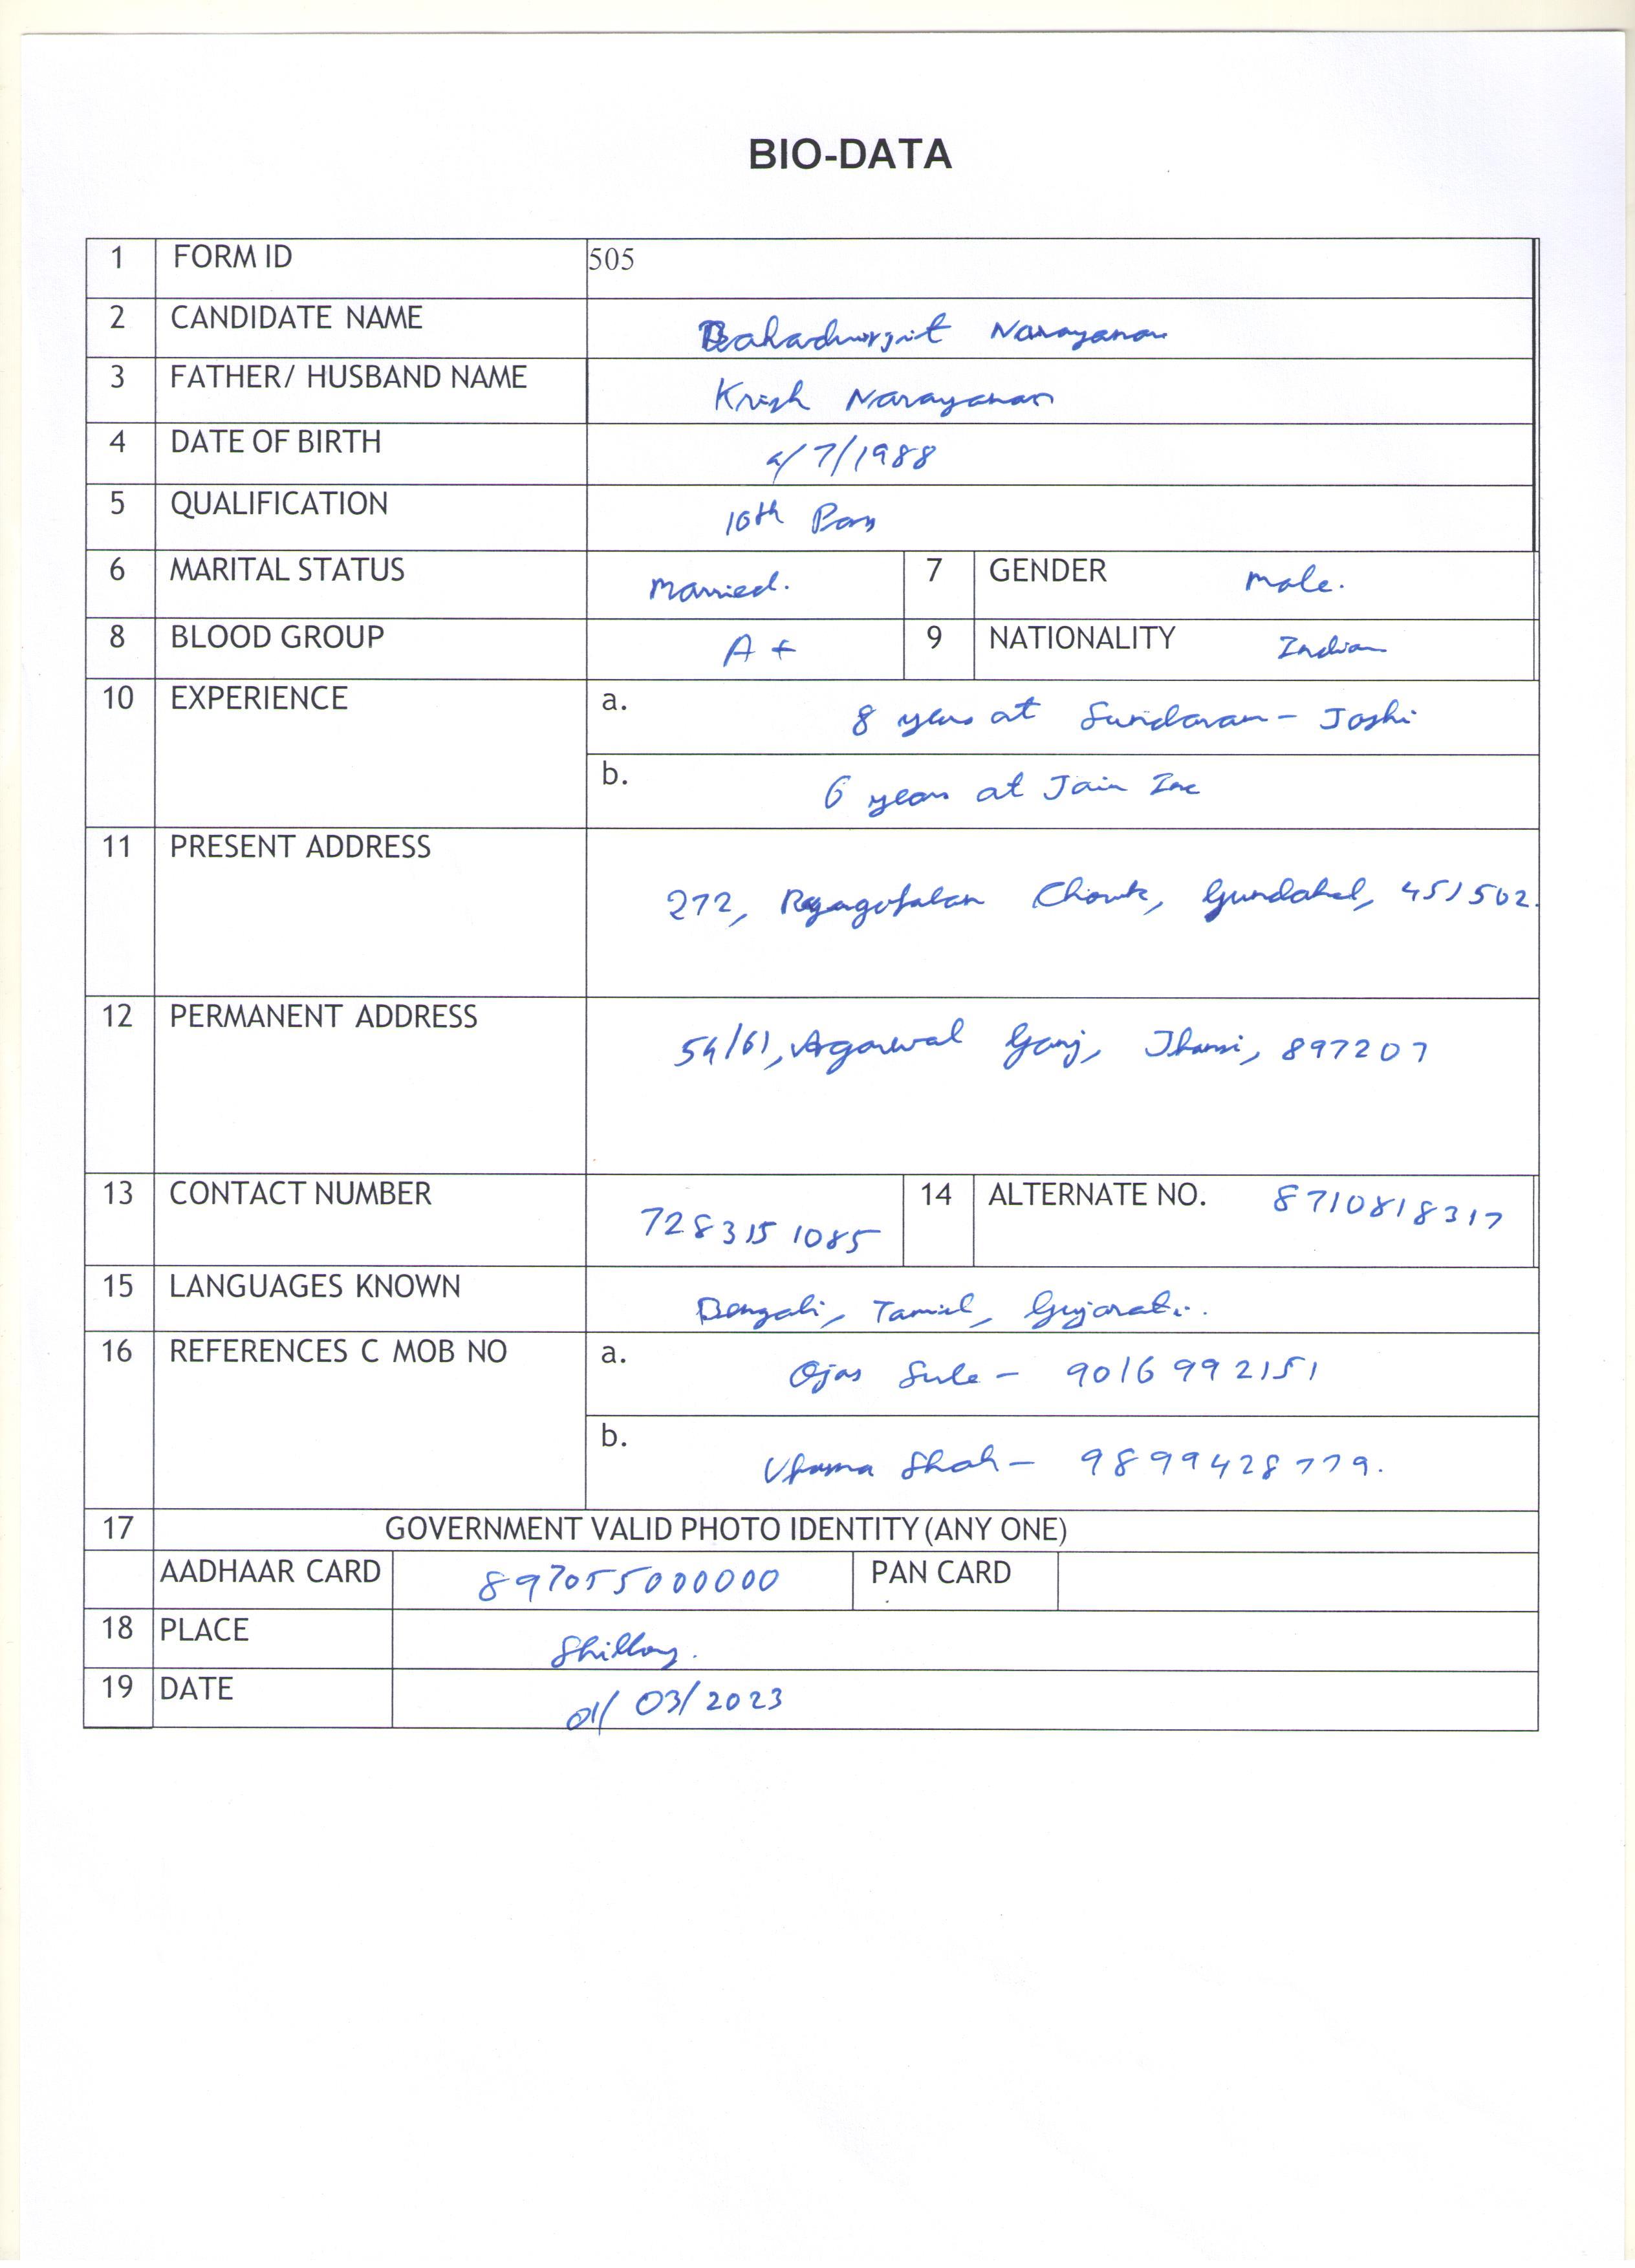 BIO-DATA
1 FORM ID 505
2 CANDIDATE NAME Bahadurjit Narayanan
3 FATHER/ HUSBAND NAME Krish Narayanan
4 DATE OF BIRTH /7/1988
5 QUALIFICATION 10th Pass
6 MARITAL STATUS Married. 7 GENDER Male.
8 BLOOD GROUP A+ 9 NATIONALITY Indian
10 EXPERIENCE a. 8 years at Sundaram - Joshi
b. 6 years at Jain Inc
11 PRESENT ADDRESS
272, Rajagopalan Chowk, Guntakal, 451502.
12 PERMANENT ADDRESS
54/61, Agarwal Ganj, Jhansi, 897207
13 CONTACT NUMBER 7283151085 14 ALTERNATE NO. 8710818317
15 LANGUAGES KNOWN Bengali, Tamil, Gujarati.
16 REFERENCES C MOB NO a. Ojas Sule - 9016992151
b. Upama Shah - 9899428779.
17 GOVERNMENT VALID PHOTO IDENTITY (ANY ONE)
AADHAAR CARD 897055000000 PAN CARD
18 PLACE Shillong.
19 DATE 01/03/2023